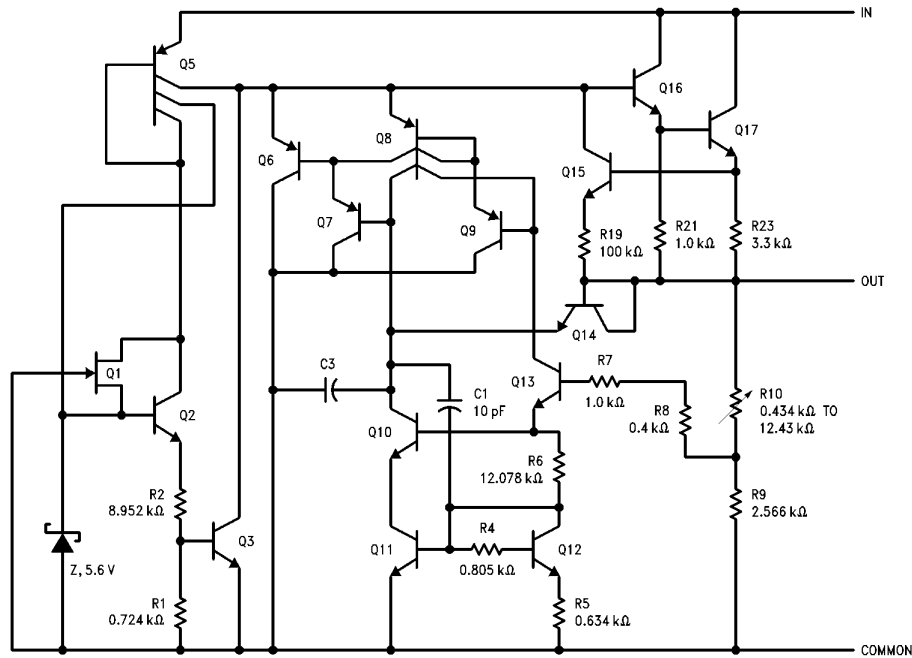 IN
Q5
Q16
Q17
Q8
Q6
Q15
Q7
Q9
R19
100 kΩ
R21
1.0 kΩ
R23
3.3 kΩ
OUT
Q14
Q1
C3
Q13
R7
1.0 kΩ
C1
10 pF
R8
0.4 kΩ
R10
0.434 kΩ TO
12.43 kΩ
Q2
Q10
R6
12.078 kΩ
R2
8.952 kΩ
R9
2.566 kΩ
Q3
Q11
R4
0.805 kΩ
Q12
Z, 5.6 V
R1
0.724 kΩ
R5
0.634 kΩ
COMMON